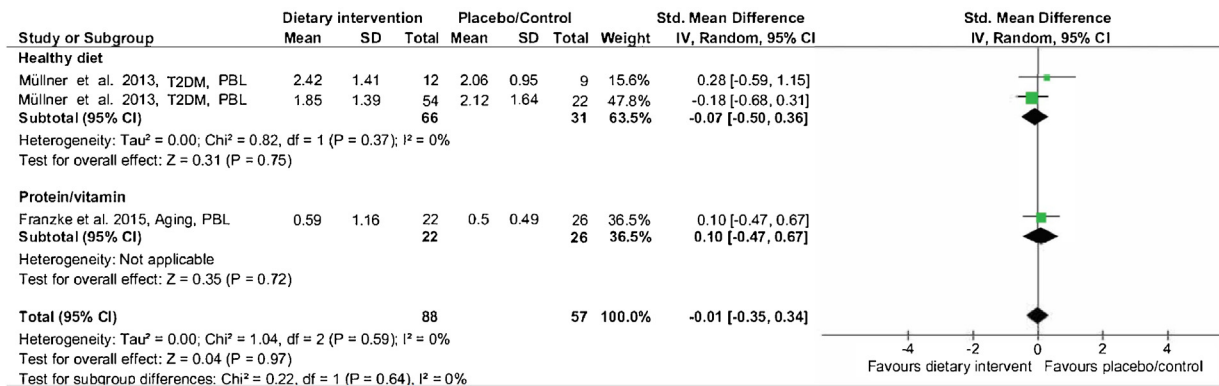 Dietary intervention Placebo/Control Std. Mean Difference Std. Mean Difference
Study or Subgroup Mean SD Total Mean SD Total Weight IV, Random, 95% CI IV, Random, 95% CI
Healthy diet
Müllner et al. 2013, T2DM, PBL 2.42 1.41 12 2.06 0.95 9 15.6% 0.28 [-0.59, 1.15]
Müllner et al. 2013, T2DM, PBL 1.85 1.39 54 2.12 1.64 22 47.8% -0.18 [-0.68, 0.31]
Subtotal (95% CI) 66 31 63.5% -0.07 [-0.50, 0.36]
Heterogeneity: Tau² = 0.00; Chi² = 0.82, df = 1 (P = 0.37); I² = 0%
Test for overall effect: Z = 0.31 (P = 0.75)
Protein/vitamin
Franzke et al. 2015, Aging, PBL 0.59 1.16 22 0.5 0.49 26 36.5% 0.10 [-0.47, 0.67]
Subtotal (95% CI) 22 26 36.5% 0.10 [-0.47, 0.67]
Heterogeneity: Not applicable
Test for overall effect: Z = 0.35 (P = 0.72)
Total (95% CI) 88 57 100.0% -0.01 [-0.35, 0.34]
Heterogeneity: Tau² = 0.00; Chi² = 1.04, df = 2 (P = 0.59); I² = 0%
Test for overall effect: Z = 0.04 (P = 0.97)
Test for subgroup differences: Chi² = 0.22, df = 1 (P = 0.64), I² = 0%
-4 -2 0 2 4
Favours dietary intervent Favours placebo/control